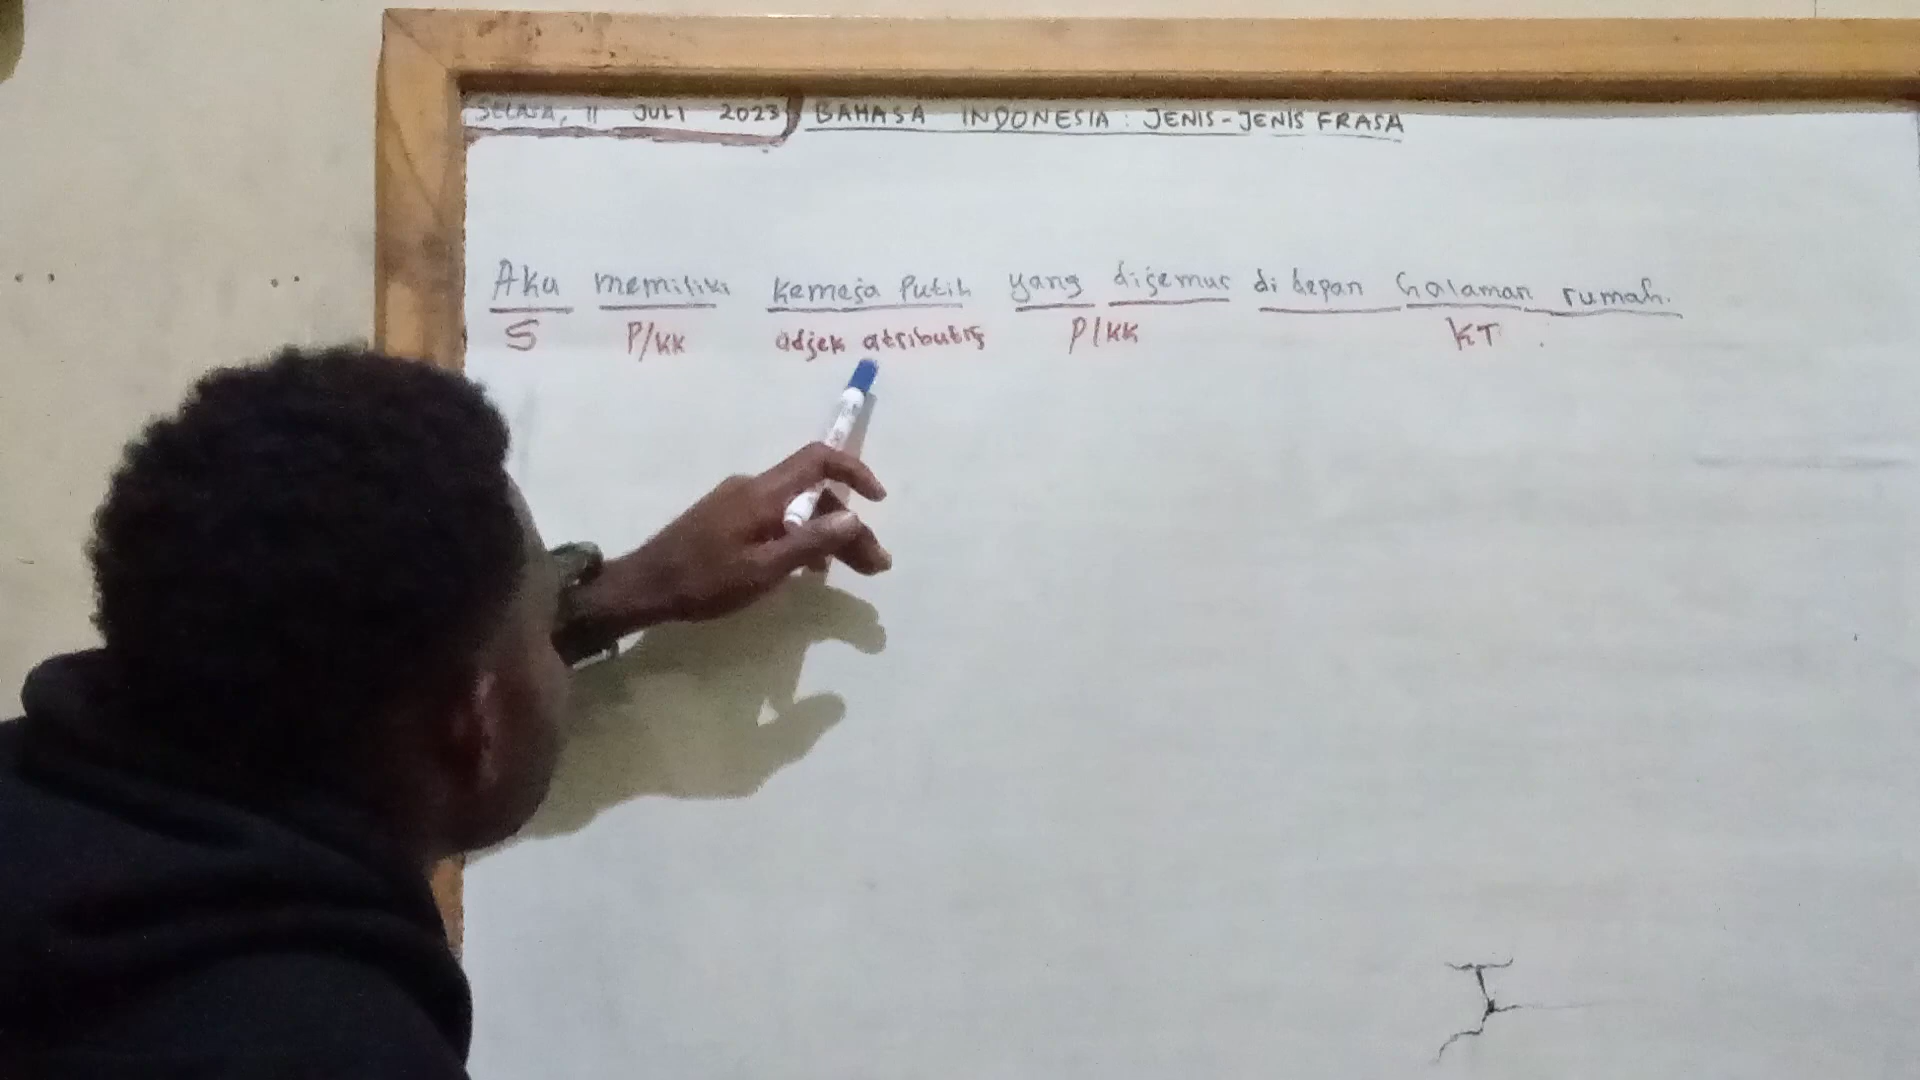 SELASA, 11 JULI 2023 BAHASA INDONESIA : JENIS-JENIS FRASA
Aku memiliki kemeja Putih yang dijemur di depan halaman rumah.
S P/KK adjek atributif P/KK KT .